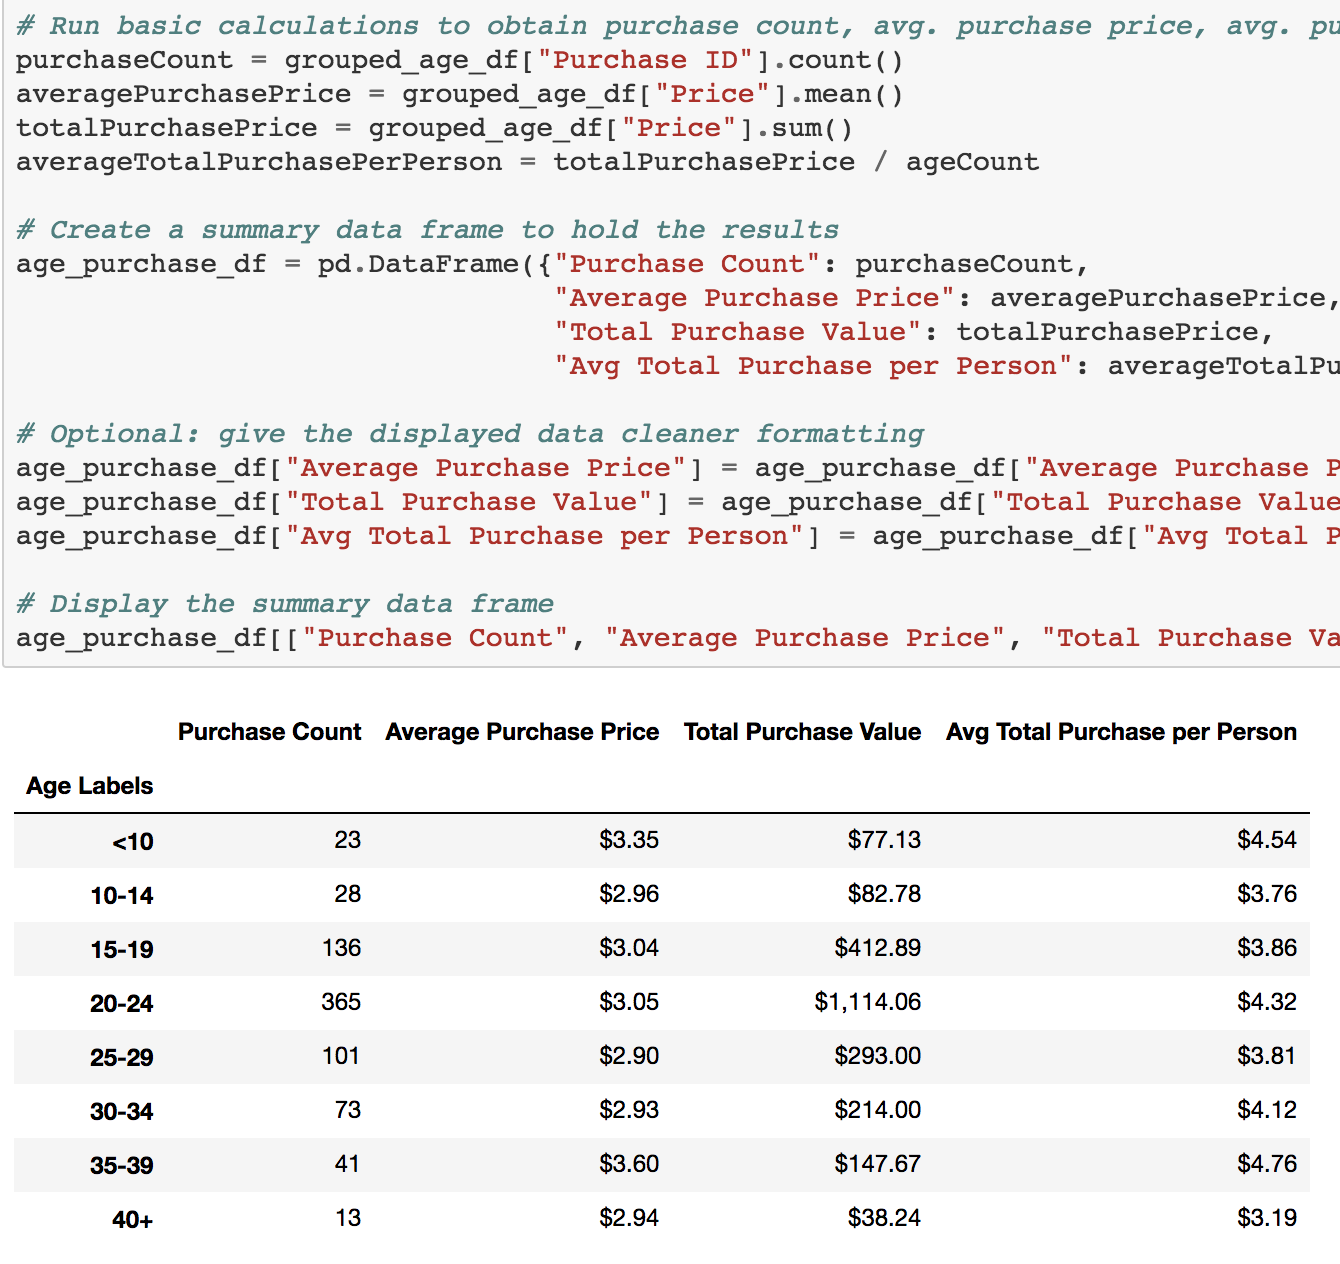 # Run basic calculations to obtain purchase count, avg. purchase price, avg.
purchaseCount = grouped_age_df["Purchase ID"].count()
averagePurchasePrice = grouped_age_df["Price"].mean()
totalPurchasePrice = grouped_age_df["Price"].sum()
averageTotalPurchasePerPerson = totalPurchasePrice / ageCount
# Create a summary data frame to hold the results
age_purchase_df = pd.DataFrame({"Purchase Count": purchaseCount,
"Average Purchase Price": averagePurchasePrice,
"Total Purchase Value": totalPurchasePrice,
"Avg Total Purchase per Person": averageTotalPu
# Optional: give the displayed data cleaner formatting
age_purchase_df["Average Purchase Price"] = age_purchase_df["Average Purchase P
age_purchase_df["Total Purchase Value"] = age_purchase_df["Total Purchase Value
age_purchase_df["Avg Total Purchase per Person"] = age_purchase_df["Avg Total P
# Display the summary data frame
age_purchase_df[["Purchase Count", "Average Purchase Price", "Total Purchase Va
Purchase Count Average Purchase Price Total Purchase Value Avg Total Purchase per Person
Age Labels
<10 23 $3.35 $77.13 $4.54
10-14 28 $2.96 $82.78 $3.76
15-19 136 $3.04 $412.89 $3.86
20-24 365 $3.05 $1,114.06 $4.32
25-29 101 $2.90 $293.00 $3.81
30-34 73 $2.93 $214.00 $4.12
35-39 41 $3.60 $147.67 $4.76
40+ 13 $2.94 $38.24 $3.19